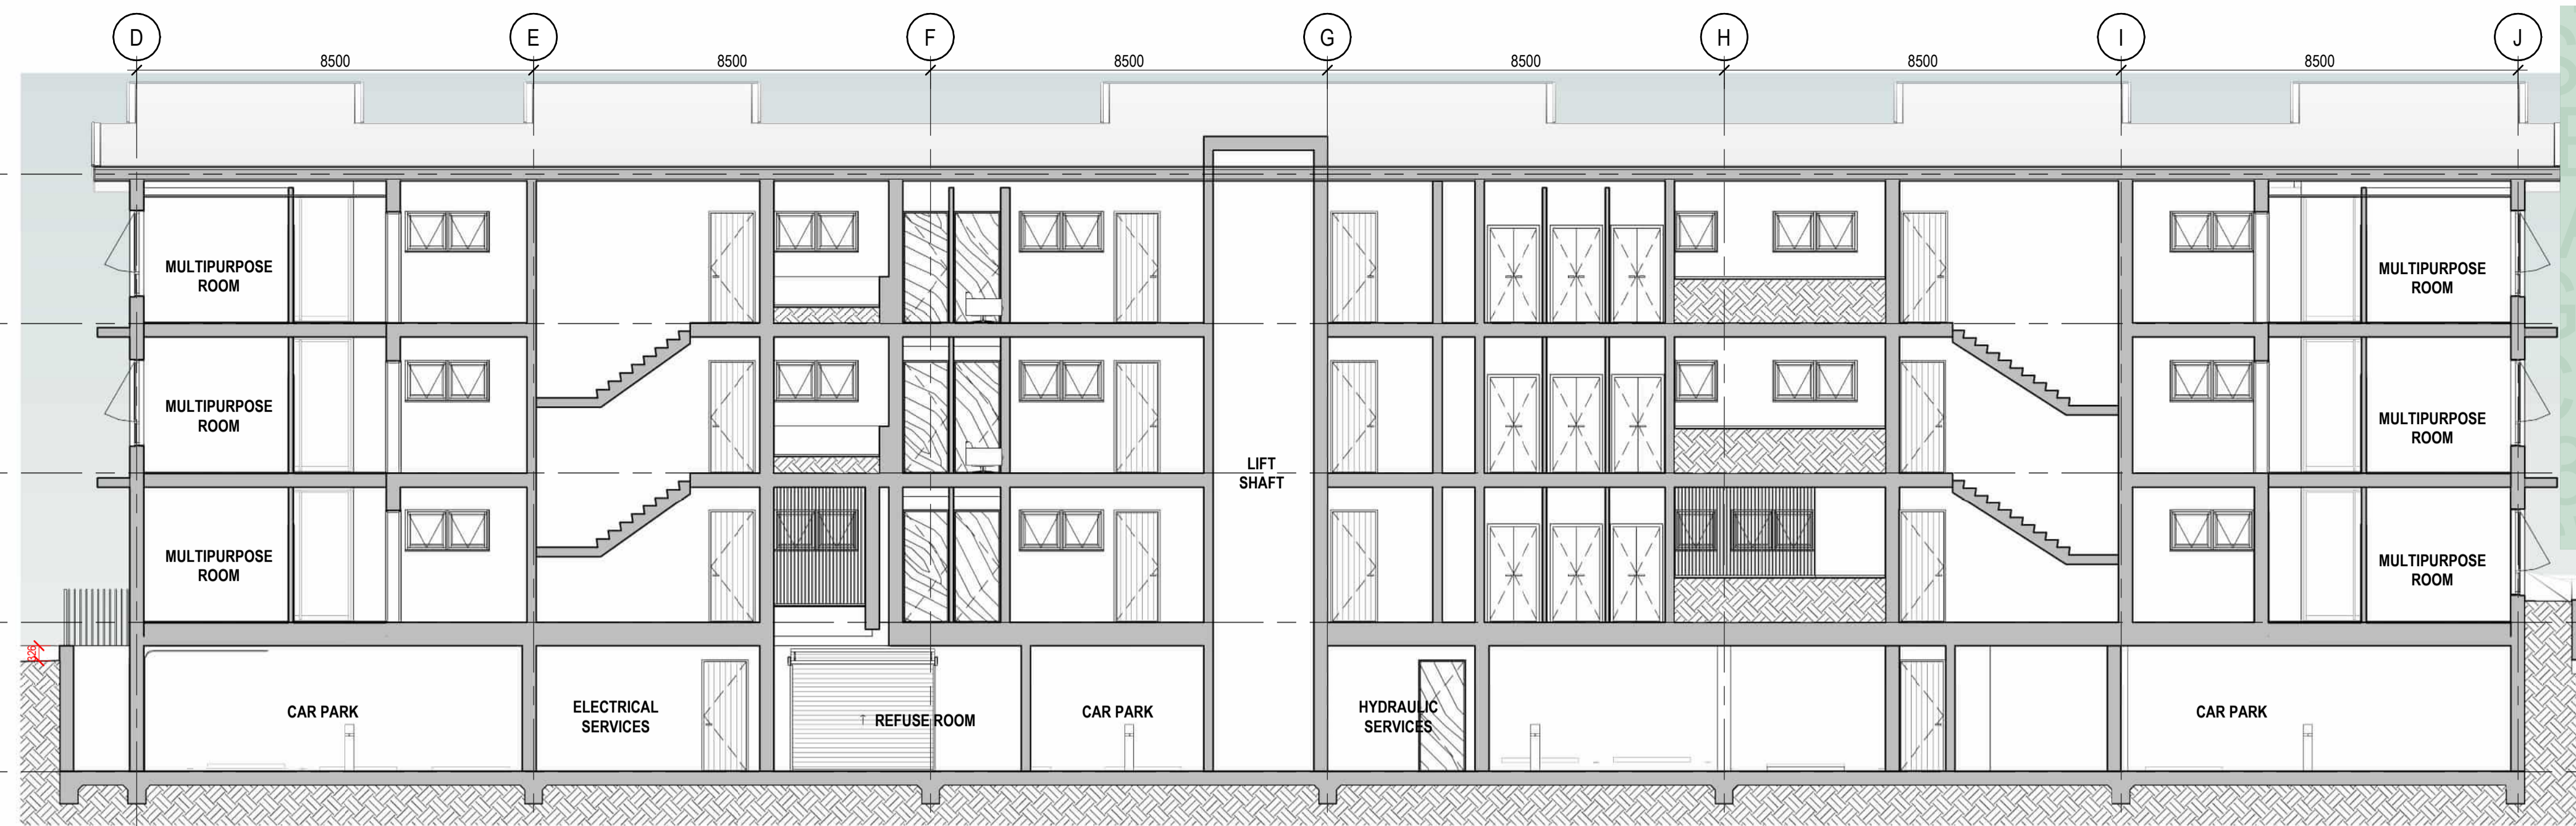 D E F G H I J
8500 8500 8500 8500 8500 8500
MULTIPURPOSE
ROOM
MULTIPURPOSE
ROOM
MULTIPURPOSE
ROOM
MULTIPURPOSE
ROOM
LIFT
SHAFT
MULTIPURPOSE
ROOM
MULTIPURPOSE
ROOM
326
CAR PARK
ELECTRICAL
SERVICES
REFUSE ROOM
CAR PARK
HYDRAULIC
SERVICES
CAR PARK